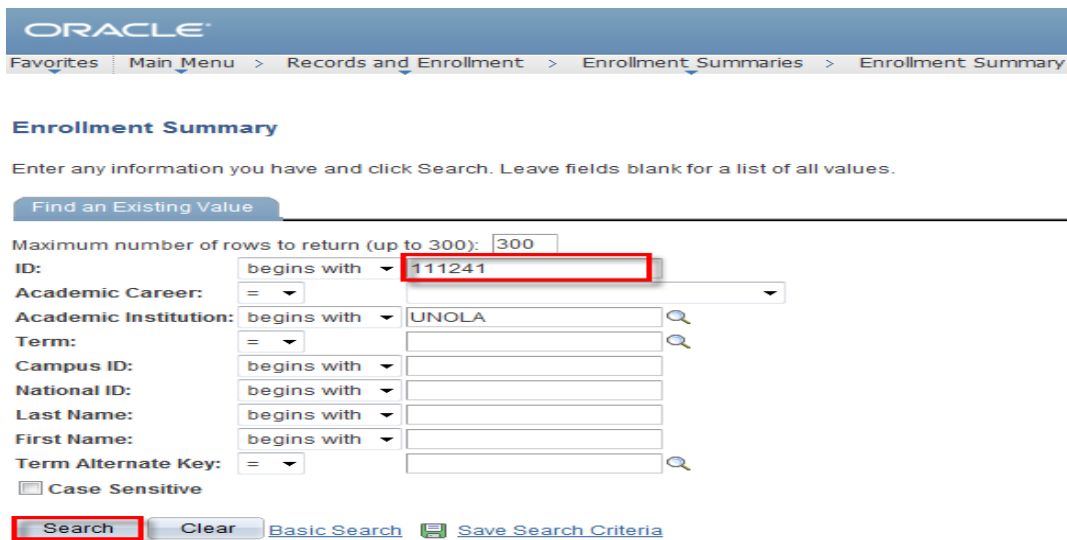 ORACLE
Favorites Main Menu > Records and Enrollment > Enrollment Summaries > Enrollment Summary
Enrollment Summary
Enter any information you have and click Search. Leave fields blank for a list of all values.
Find an Existing Value
Maximum number of rows to return (up to 300): 300
ID: begins with 111241
Academic Career: =
Academic Institution: begins with UNOLA
Term: =
Campus ID: begins with
National ID: begins with
Last Name: begins with
First Name: begins with
Term Alternate Key: =
Case Sensitive
Search Clear Basic Search Save Search Criteria